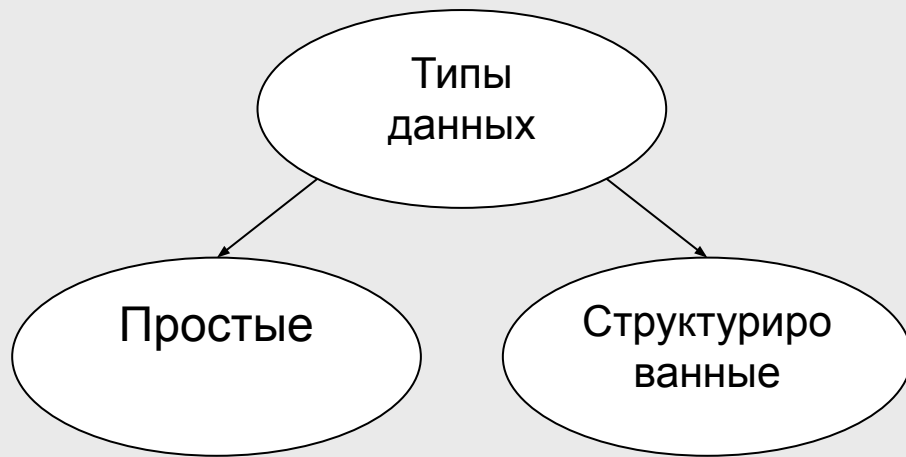 Типы
данных
Простые
Структуриро
ванные